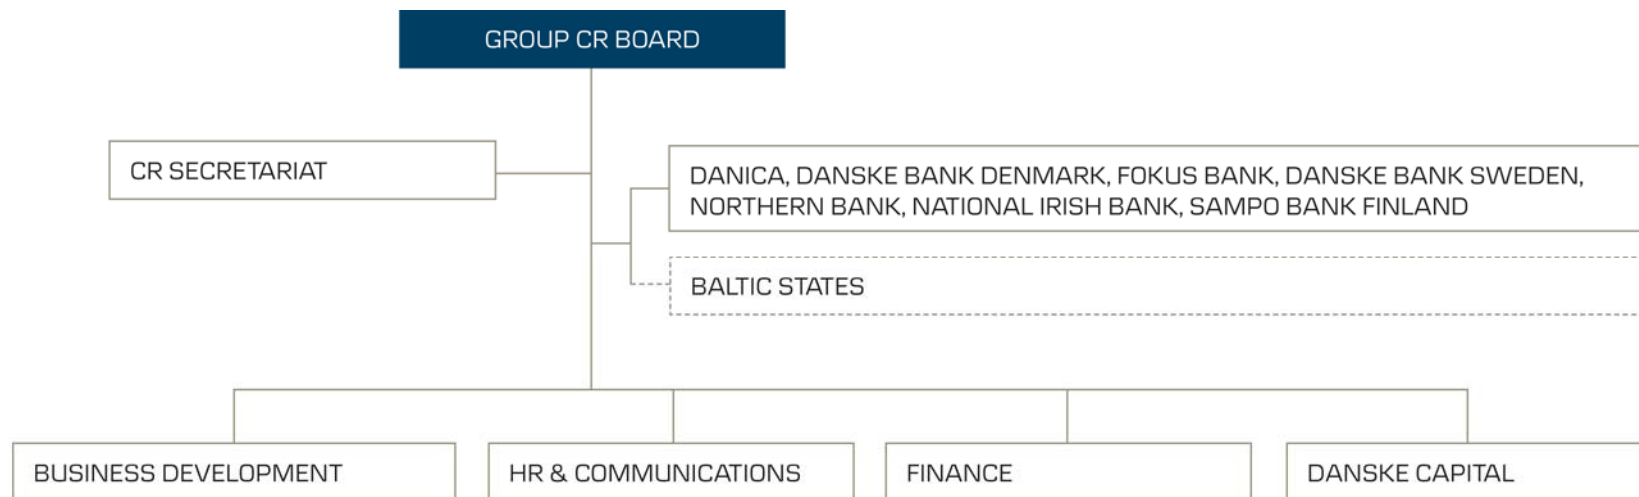 GROUP CR BOARD
CR SECRETARIAT
DANICA, DANSKE BANK DENMARK, FOKUS BANK, DANSKE BANK SWEDEN,
NORTHERN BANK, NATIONAL IRISH BANK, SAMPO BANK FINLAND
BALTIC STATES
BUSINESS DEVELOPMENT
HR & COMMUNICATIONS
FINANCE
DANSKE CAPITAL